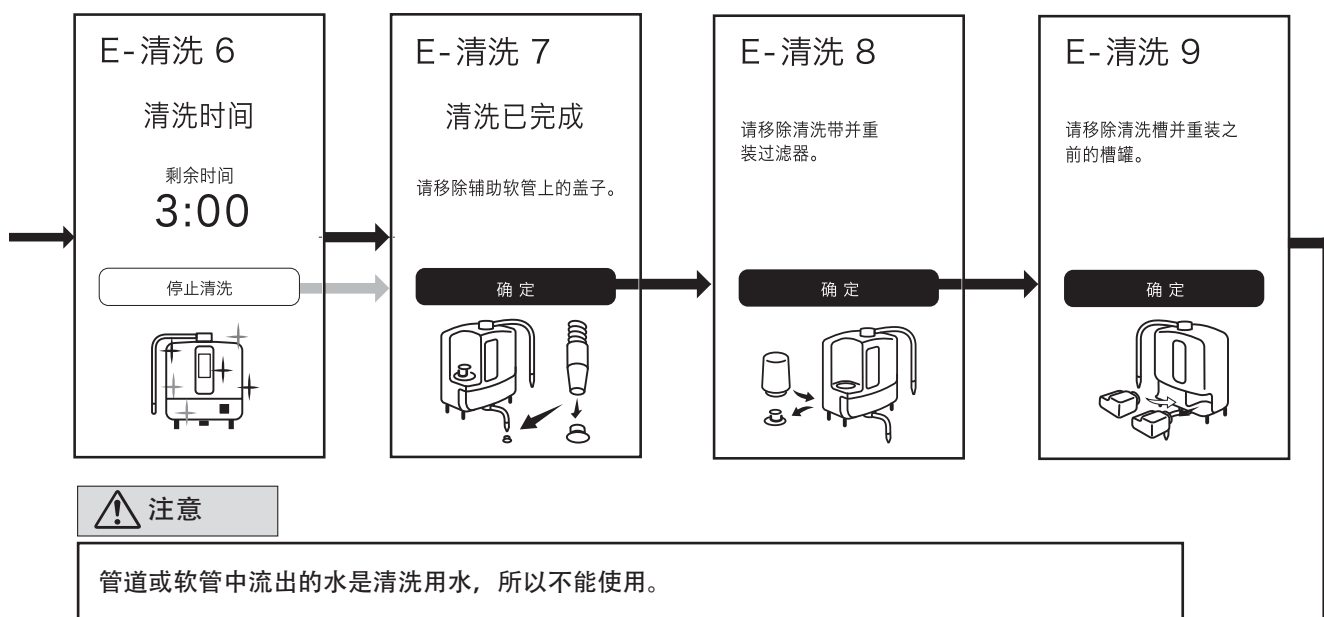 E-清洗 6
清洗时间
剩余时间
3:00
停止清洗
E-清洗 7
清洗已完成
请移除辅助软管上的盖子。
确 定
E-清洗 8
请移除清洗带并重
装过滤器。
确 定
E-清洗 9
请移除清洗槽并重装之
前的槽罐。
确 定
注意
管道或软管中流出的水是清洗用水，所以不能使用。